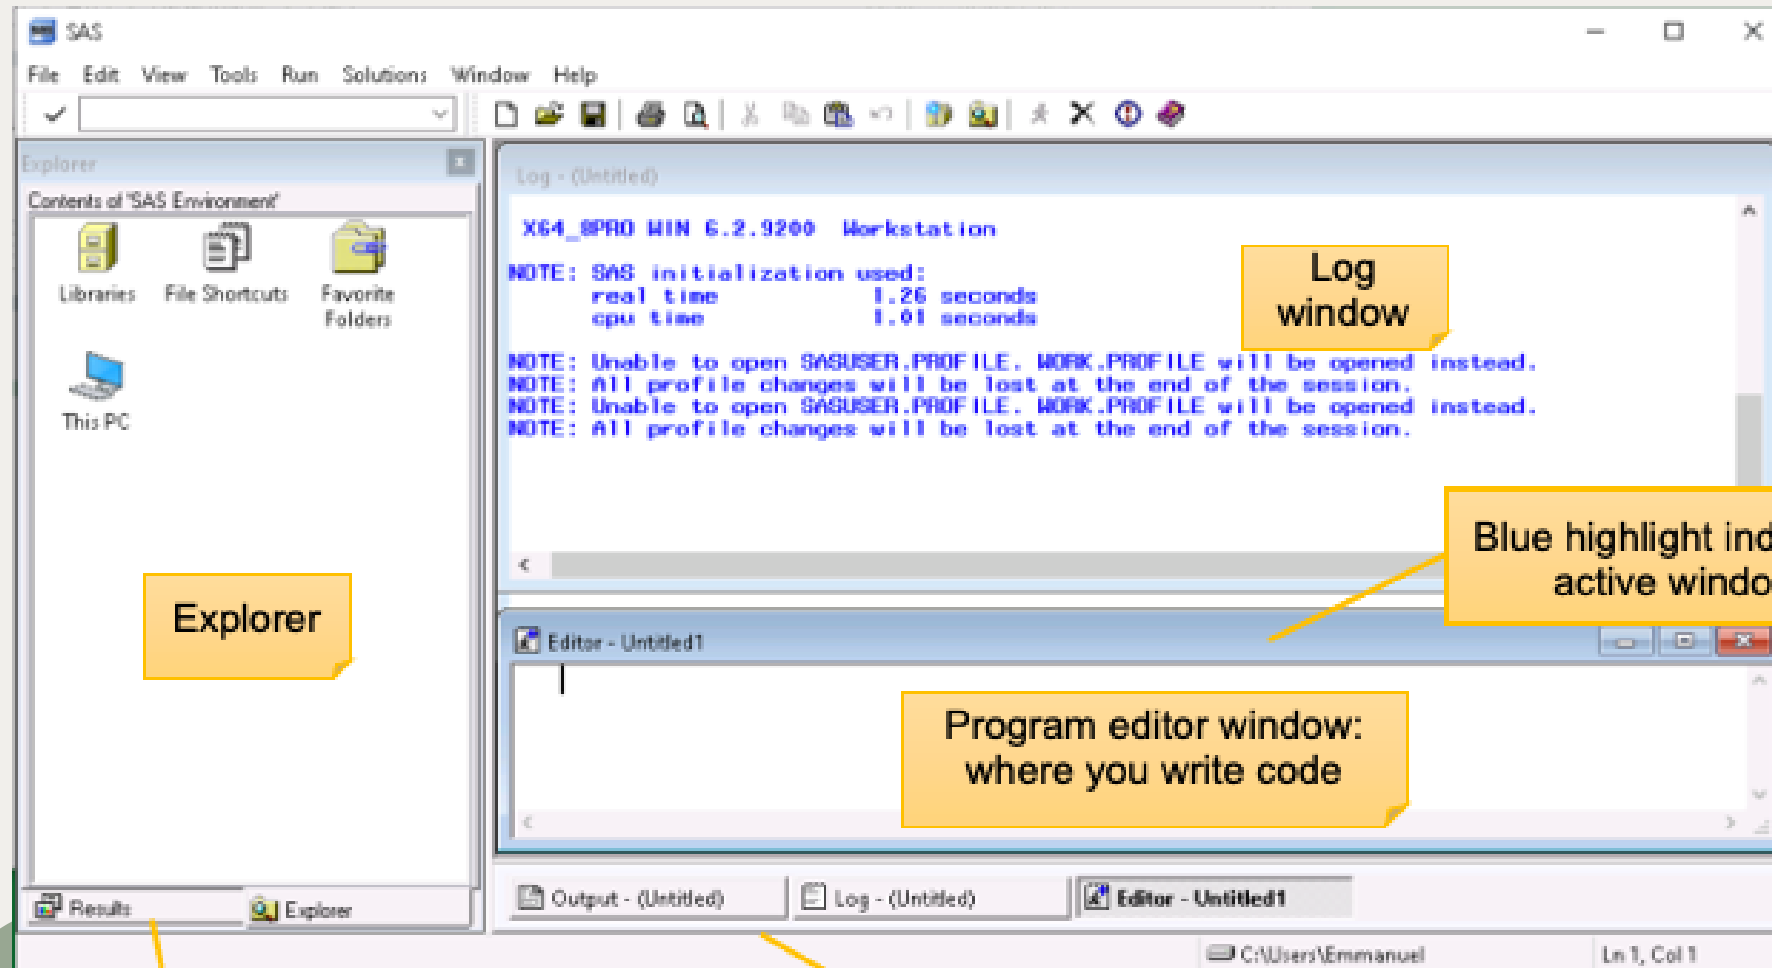 SAS
File Edit View Tools Run Solutions Window Help
Explorer
Contents of 'SAS Environment'
Libraries
File Shortcuts
Favorite
Folders
This PC
Explorer
Results
Explorer
Log - (Untitled)
X64_8PRO WIN 6.2.9200 Workstation
NOTE: SAS initialization used:
real time 1.26 seconds
cpu time 1.01 seconds
NOTE: Unable to open SASUSER.PROFILE. WORK.PROFILE will be opened instead.
NOTE: All profile changes will be lost at the end of the session.
NOTE: Unable to open SASUSER.PROFILE. WORK.PROFILE will be opened instead.
NOTE: All profile changes will be lost at the end of the session.
Log
window
Blue highlight ind
active windo
Editor - Untitled1
Program editor window:
where you write code
Output - (Untitled)
Log - (Untitled)
Editor - Untitled1
C:\Users\Emmanuel
Ln 1, Col 1